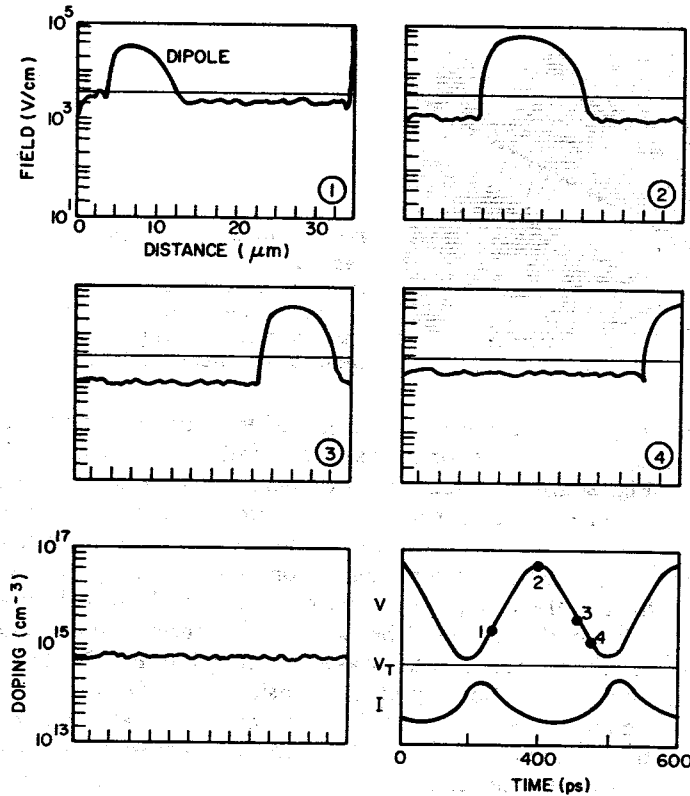 10⁵
10³
10¹
FIELD (V/cm)
DIPOLE
1
0 10 20 30
DISTANCE (μm)
2
3
4
10¹⁷
10¹⁵
10¹³
DOPING (cm⁻³)
V
V_T
I
1
2
3
4
0 400 600
TIME (ps)